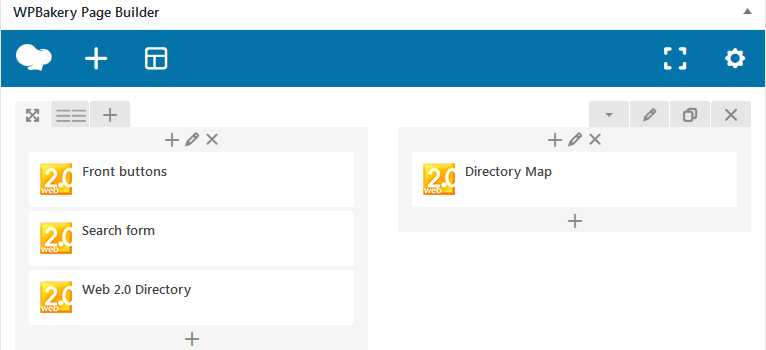 WPBakery Page Builder
2.0 web
Front buttons
2.0 web
Search form
2.0 web
Web 2.0 Directory
2.0 web
Directory Map